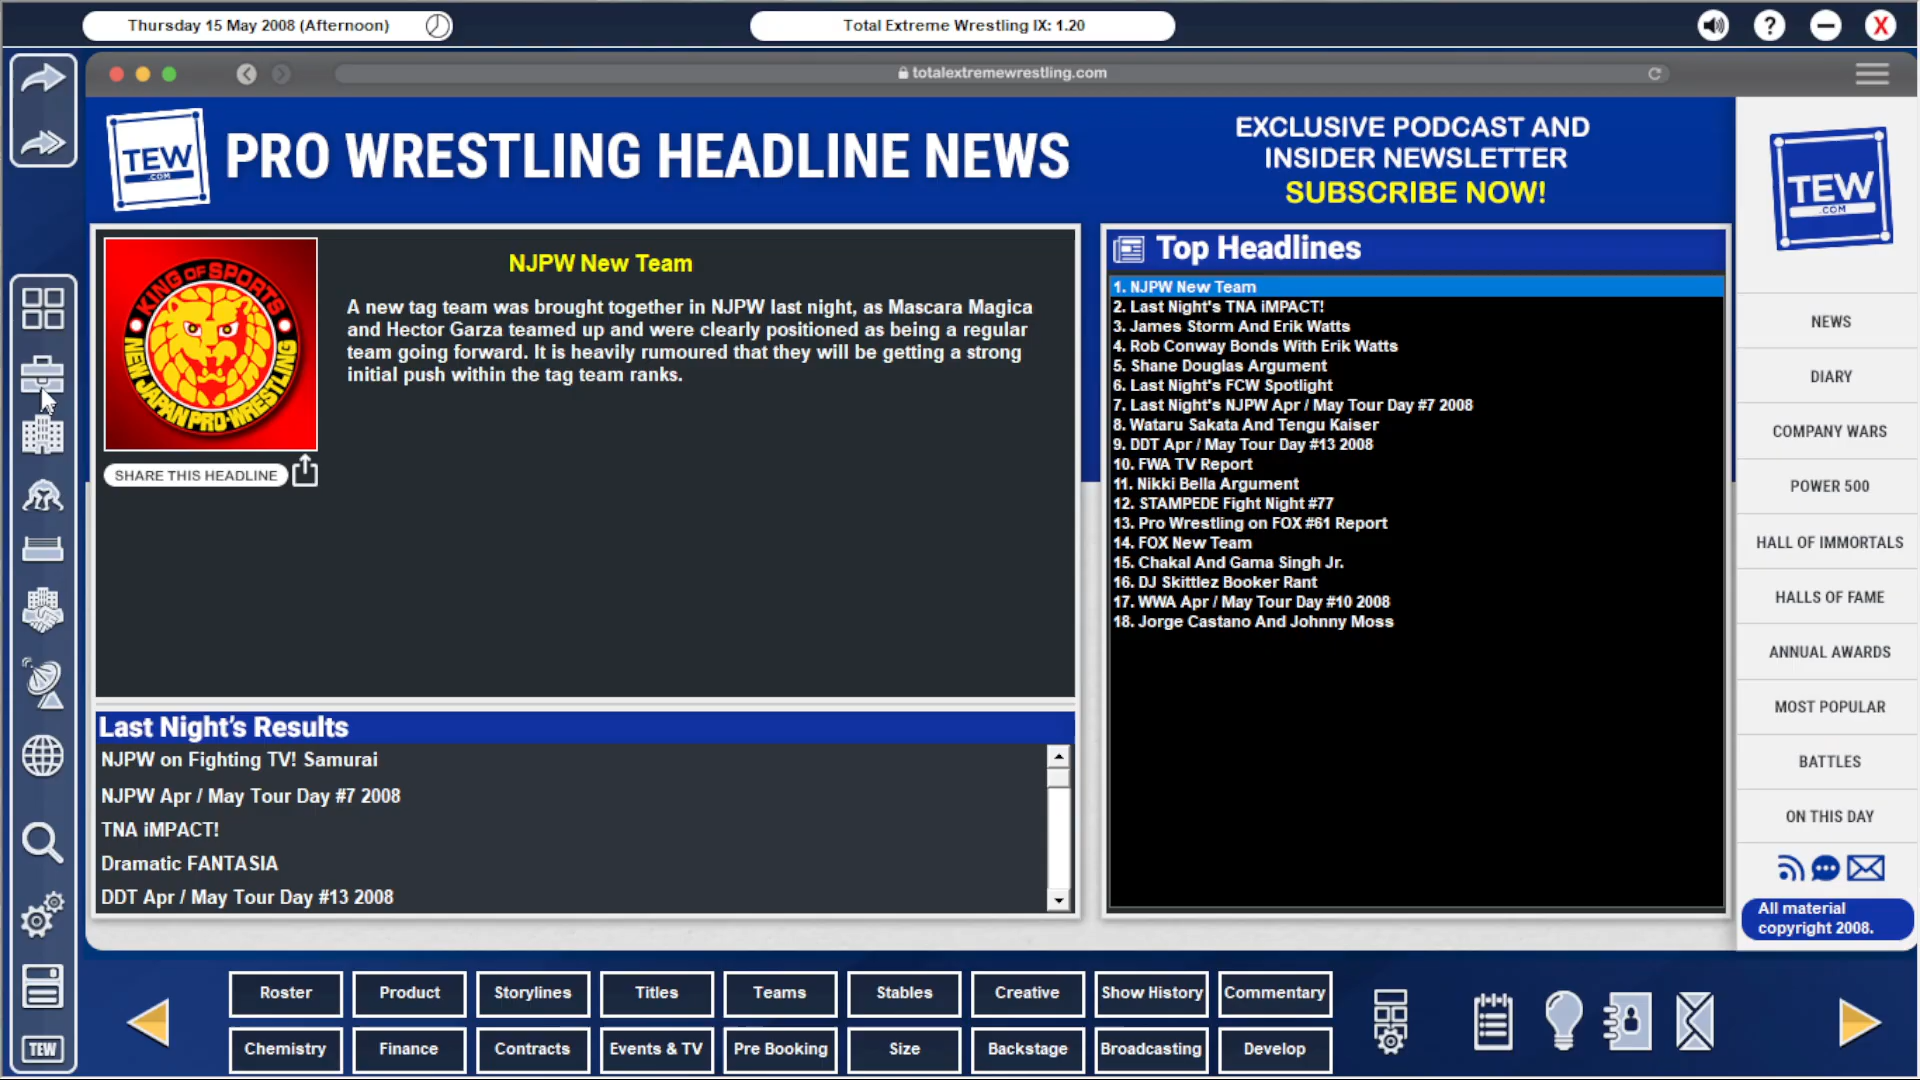 Thursday 15 May 2008 (Afternoon)
Total Extreme Wrestling IX: 1.20
?
X
totalextremewrestling.com
TEW
.COM
PRO WRESTLING HEADLINE NEWS
EXCLUSIVE PODCAST AND
INSIDER NEWSLETTER
SUBSCRIBE NOW!
TEW
.COM
KING OF SPORTS
NEW JAPAN PRO-WRESTLING
SHARE THIS HEADLINE
NJPW New Team
A new tag team was brought together in NJPW last night, as Mascara Magica
and Hector Garza teamed up and were clearly positioned as being a regular
team going forward. It is heavily rumoured that they will be getting a strong
initial push within the tag team ranks.
Last Night's Results
NJPW on Fighting TV! Samurai
NJPW Apr / May Tour Day #7 2008
TNA iMPACT!
Dramatic FANTASIA
DDT Apr / May Tour Day #13 2008
Top Headlines
1. NJPW New Team
2. Last Night's TNA iMPACT!
3. James Storm And Erik Watts
4. Rob Conway Bonds With Erik Watts
5. Shane Douglas Argument
6. Last Night's FCW Spotlight
7. Last Night's NJPW Apr / May Tour Day #7 2008
8. Wataru Sakata And Tengu Kaiser
9. DDT Apr / May Tour Day #13 2008
10. FWA TV Report
11. Nikki Bella Argument
12. STAMPEDE Fight Night #77
13. Pro Wrestling on FOX #61 Report
14. FOX New Team
15. Chakal And Gama Singh Jr.
16. DJ Skittlez Booker Rant
17. WWA Apr / May Tour Day #10 2008
18. Jorge Castano And Johnny Moss
NEWS
DIARY
COMPANY WARS
POWER 500
HALL OF IMMORTALS
HALLS OF FAME
ANNUAL AWARDS
MOST POPULAR
BATTLES
ON THIS DAY
All material
copyright 2008.
TEW
Roster
Product
Storylines
Titles
Teams
Stables
Creative
Show History
Commentary
Chemistry
Finance
Contracts
Events & TV
Pre Booking
Size
Backstage
Broadcasting
Develop